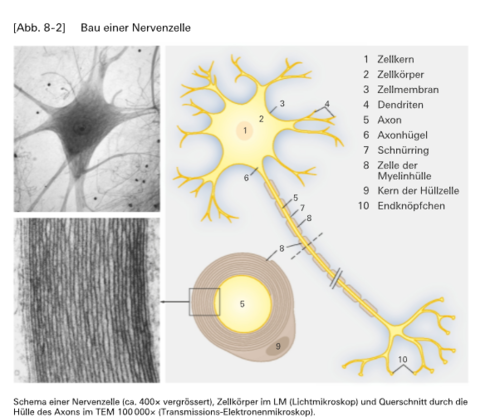 [Abb. 8-2] Bau einer Nervenzelle
1 Zellkern
2 Zellkörper
3 Zellmembran
4 Dendriten
5 Axon
6 Axonhügel
7 Schnürring
8 Zelle der
Myelinhülle
9 Kern der Hüllzelle
10 Endknöpfchen
3
4
2
1
6
5
7
8
8
5
9
10
Schema einer Nervenzelle (ca. 400x vergrössert), Zellkörper im LM (Lichtmikroskop) und Querschnitt durch die
Hülle des Axons im TEM 100 000x (Transmissions-Elektronenmikroskop).